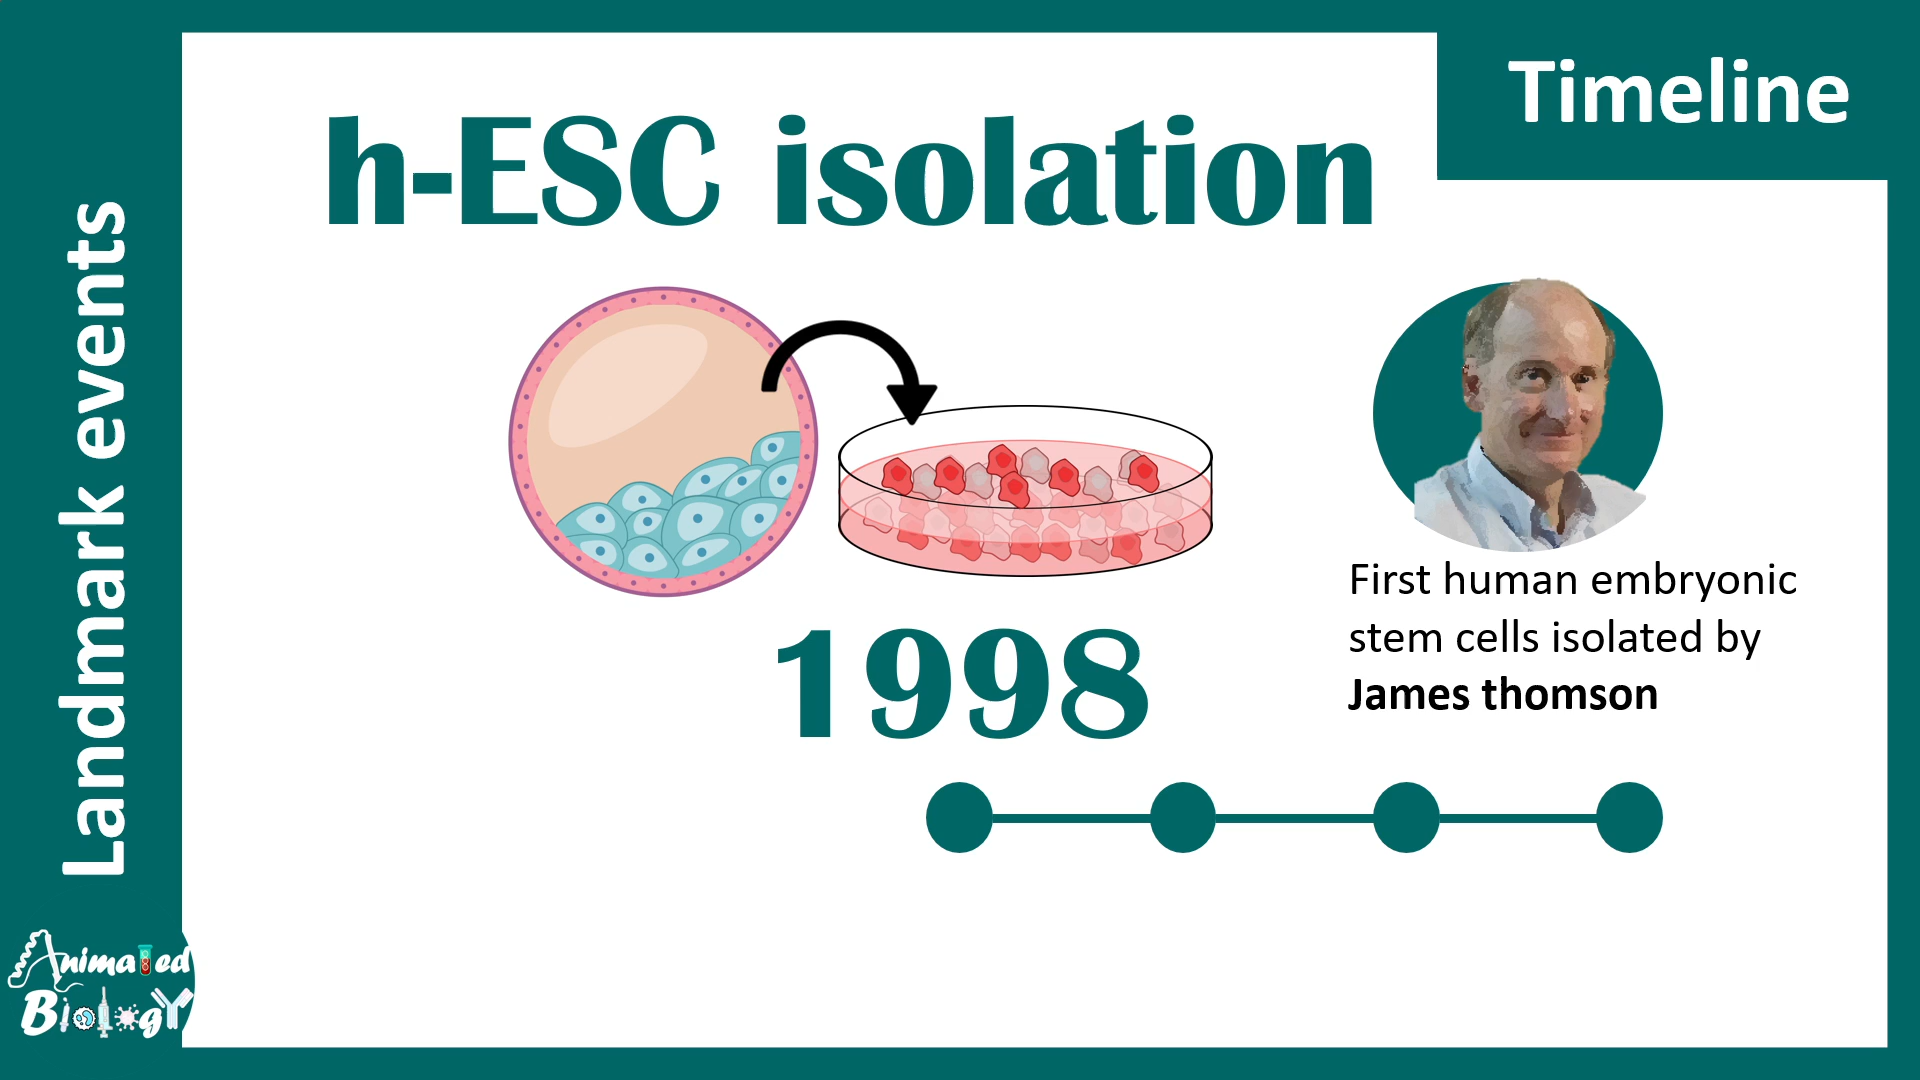 Timeline
h-ESC isolation
Landmark events
First human embryonic
stem cells isolated by
James thomson
1998
Animated
Biology